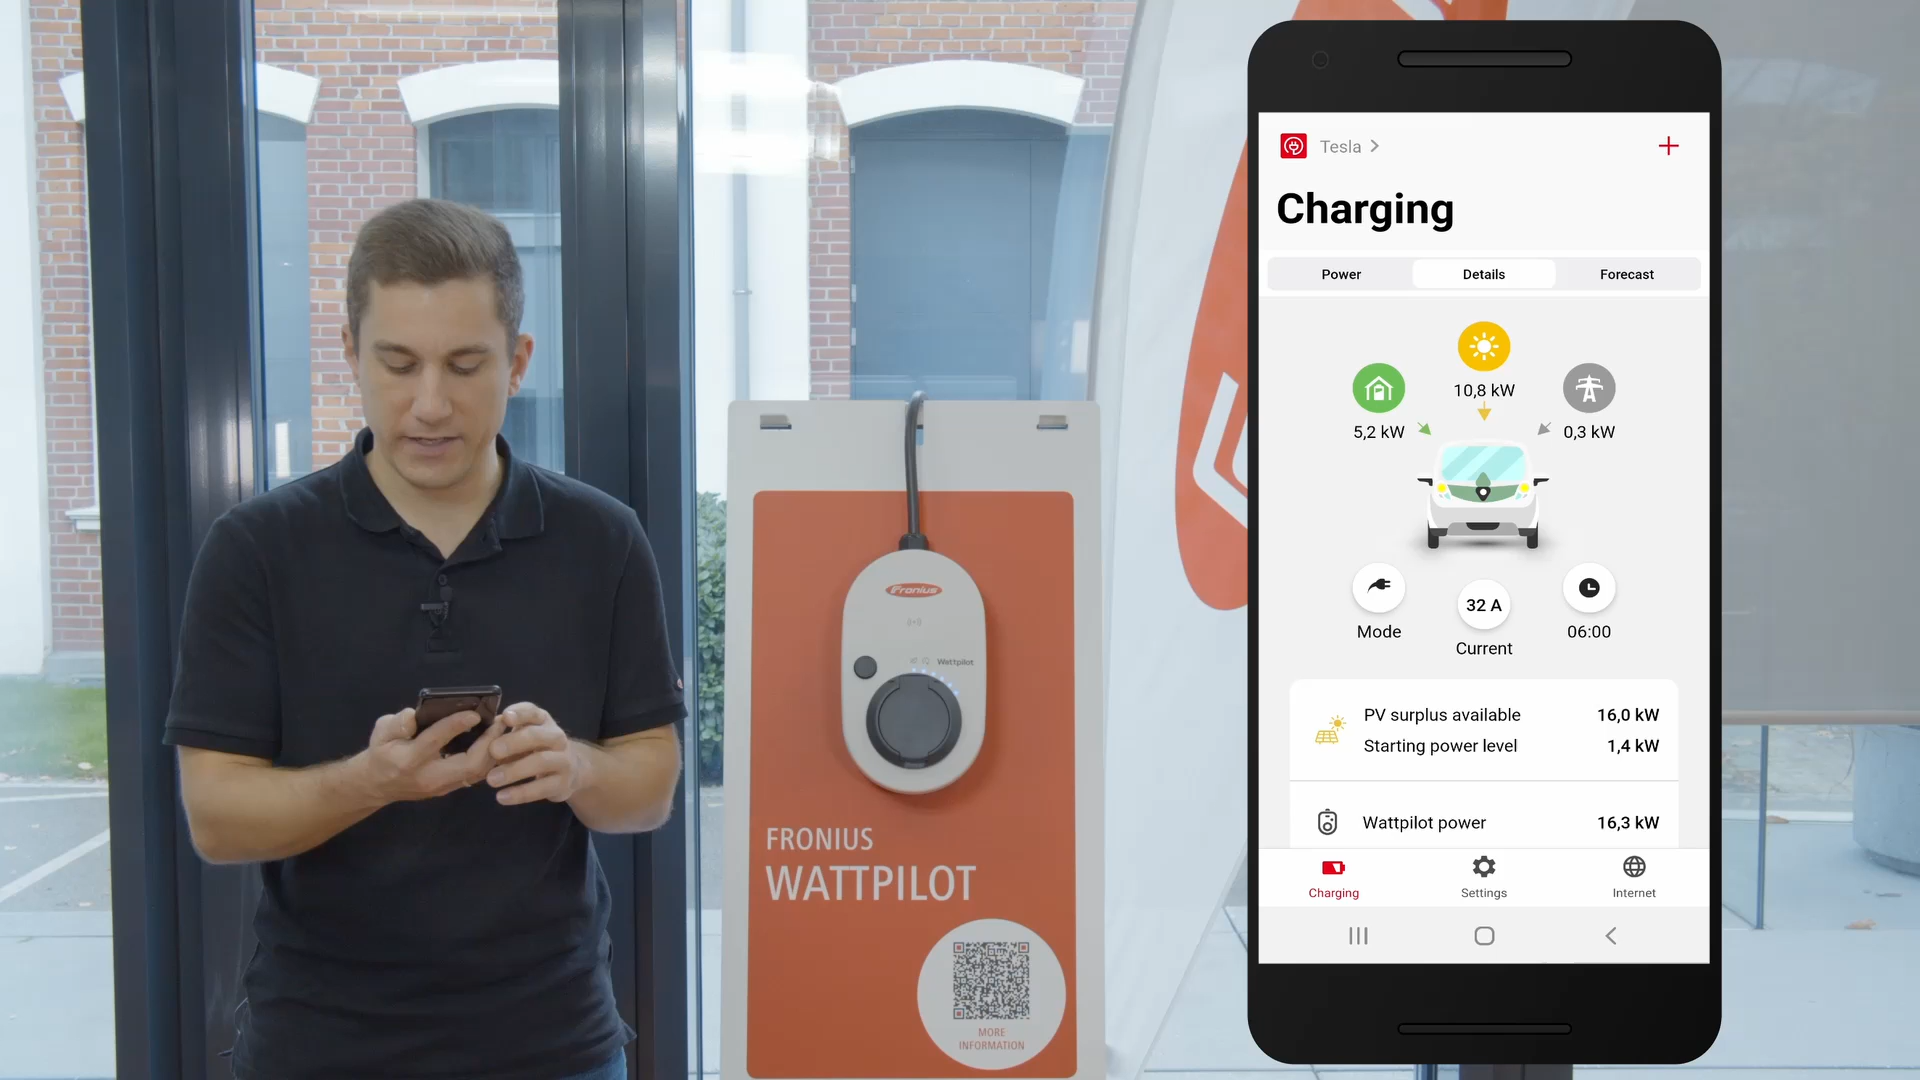 Tesla
Charging
Power
Details
Forecast
10,8 kW
5,2 kW
0,3 kW
32 A
Mode
Current
06:00
PV surplus available
16,0 kW
Starting power level
1,4 kW
Wattpilot power
16,3 kW
Charging
Settings
Internet
Fronius
Wattpilot
FRONIUS
WATTPILOT
MORE
INFORMATION